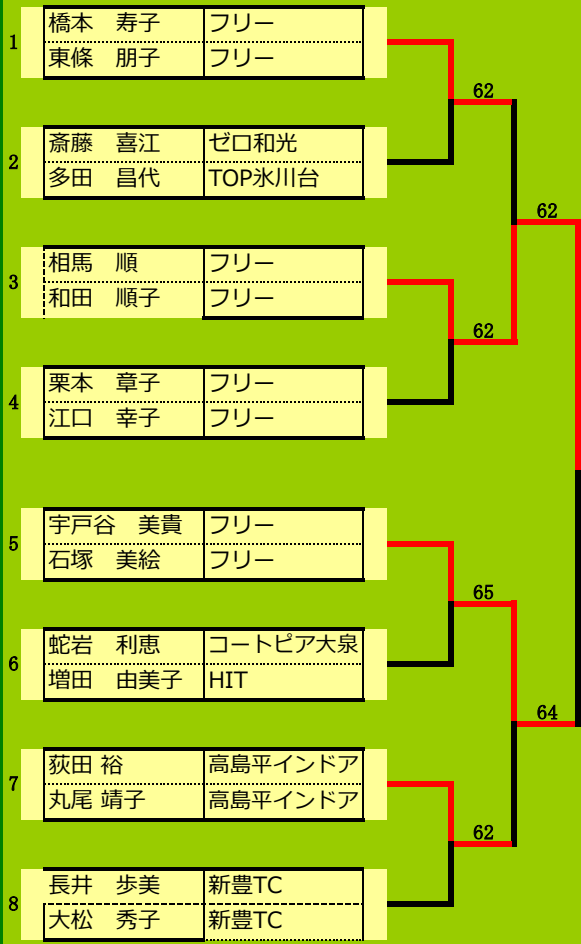 1 橋本 寿子 フリー
東條 朋子 フリー
62
2 斎藤 喜江 ゼロ和光
多田 昌代 TOP氷川台
62
3 相馬 順 フリー
和田 順子 フリー
62
4 栗本 章子 フリー
江口 幸子 フリー
5 宇戸谷 美貴 フリー
石塚 美絵 フリー
65
6 蛇岩 利恵 コートピア大泉
増田 由美子 HIT
64
7 荻田 裕 高島平インドア
丸尾 靖子 高島平インドア
62
8 長井 歩美 新豊TC
大松 秀子 新豊TC